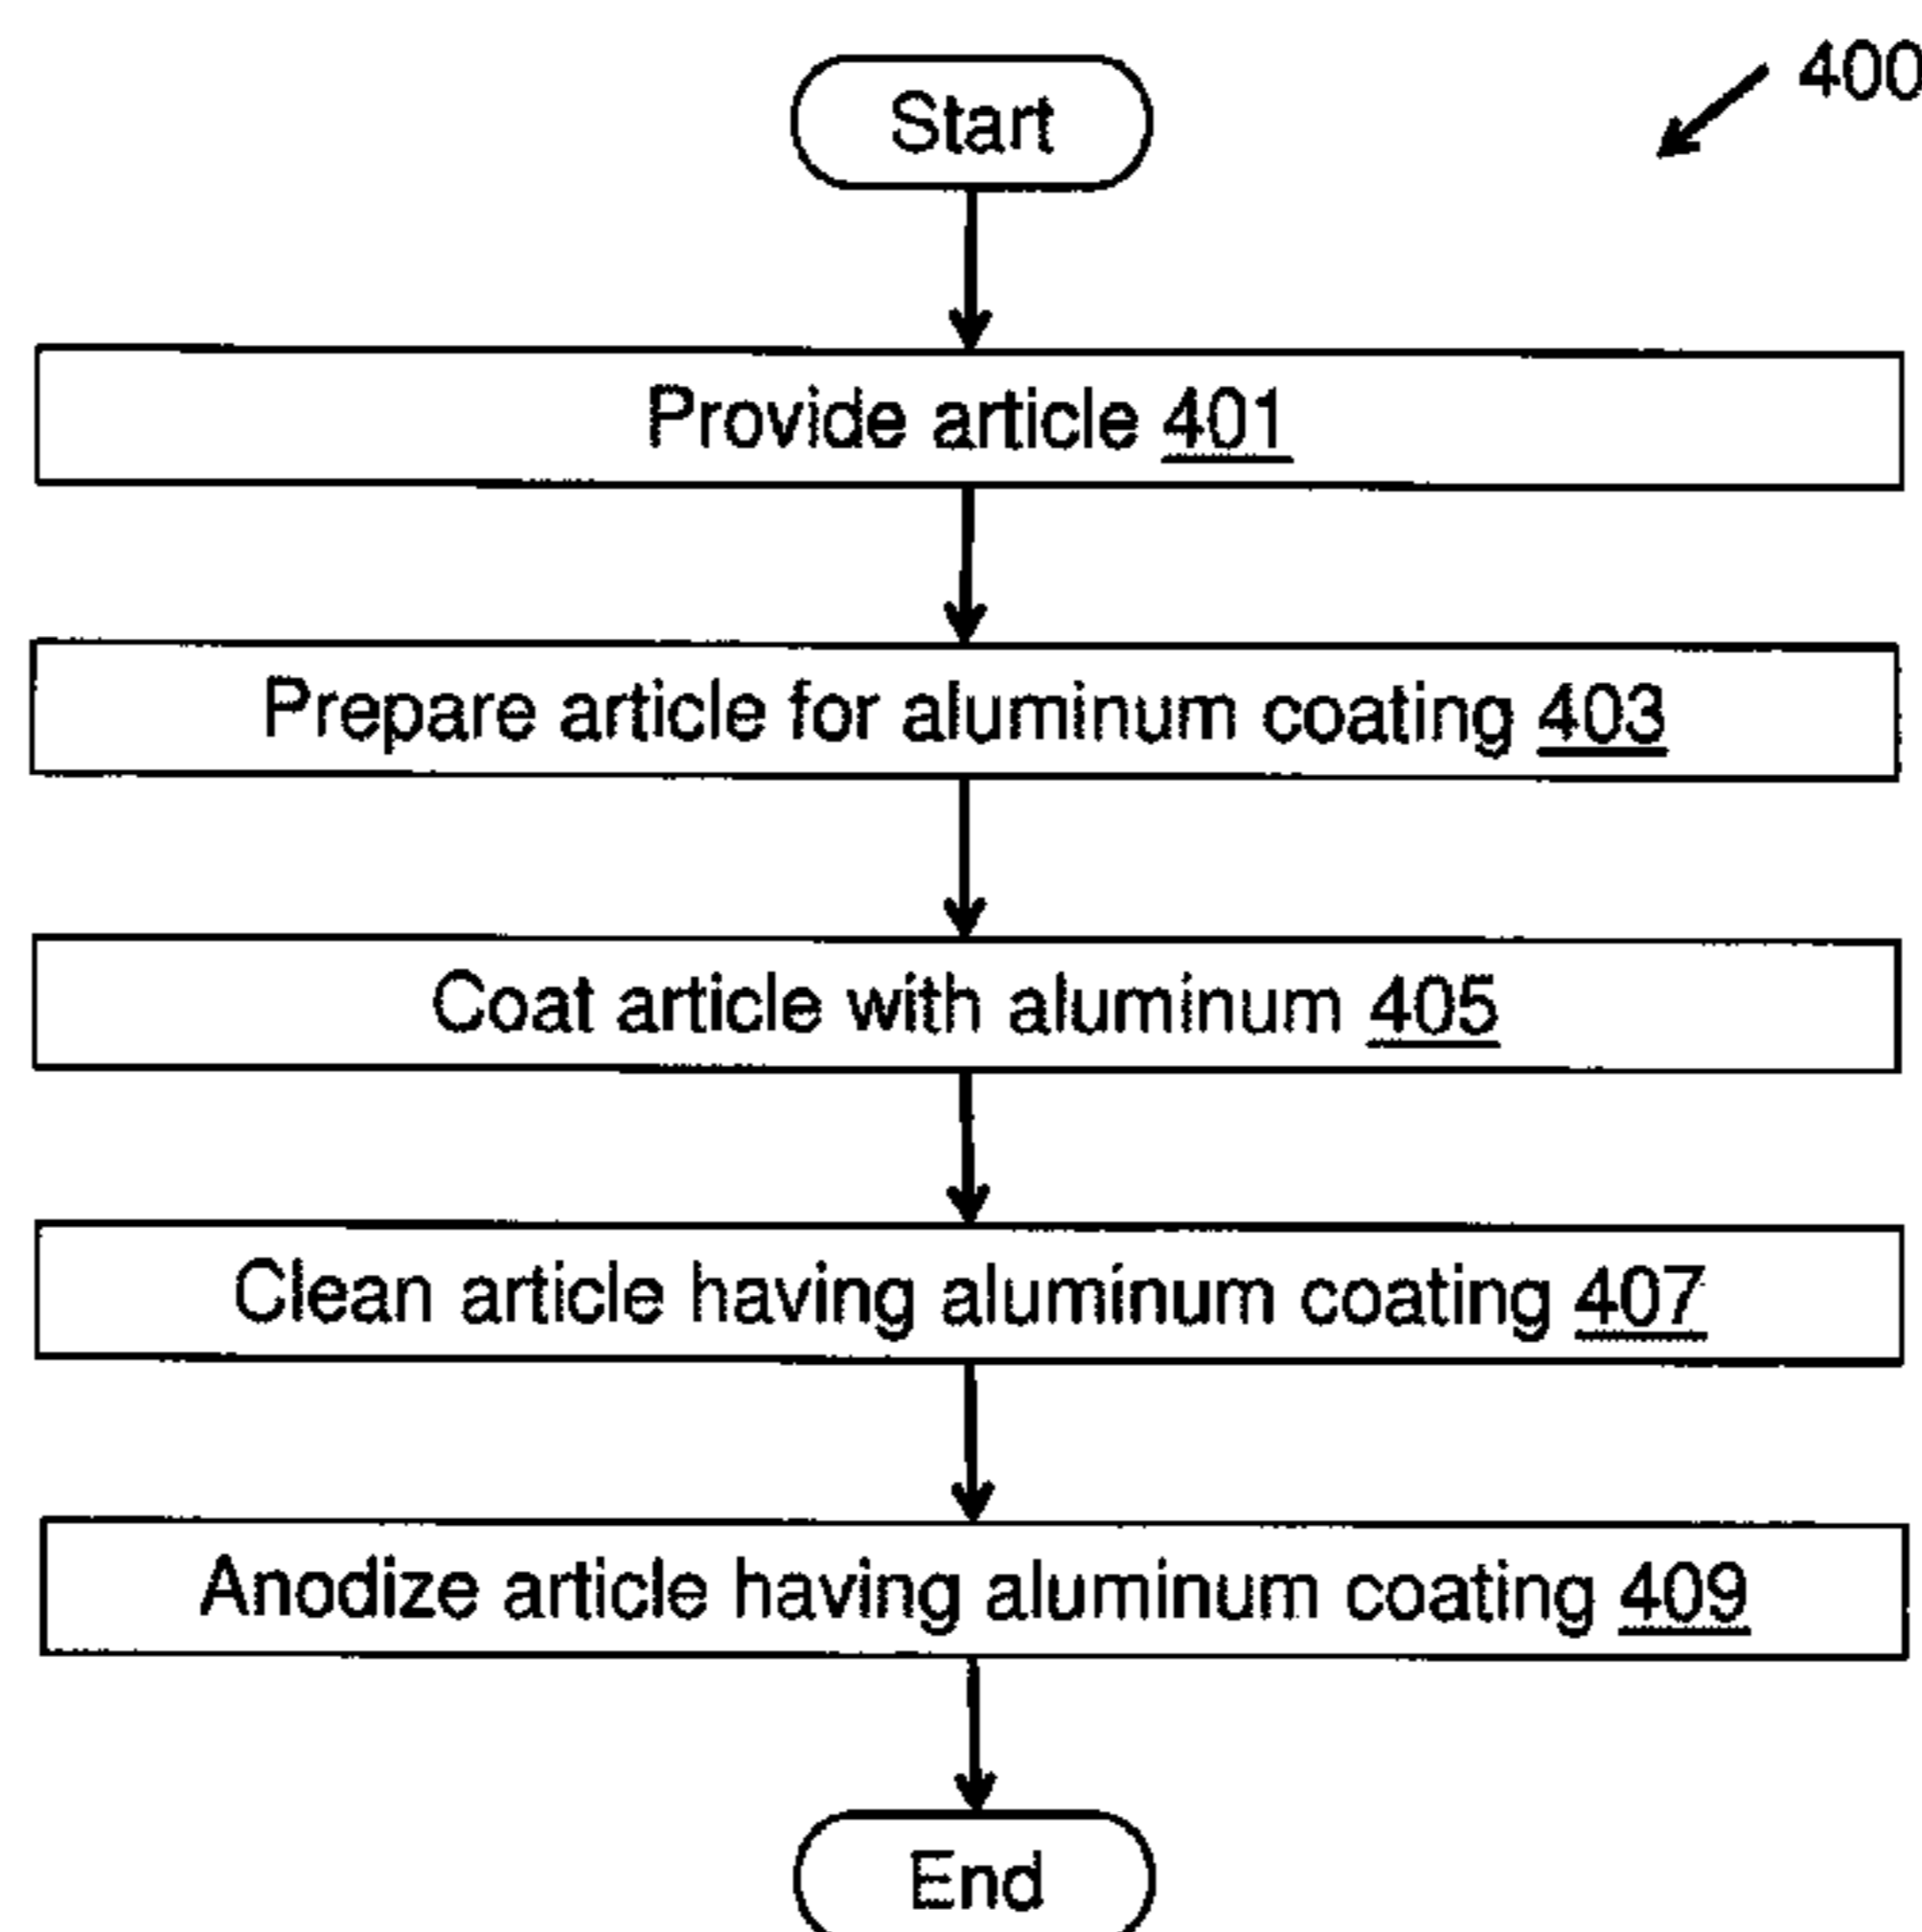 Start
400
Provide article 401
Prepare article for aluminum coating 403
Coat article with aluminum 405
Clean article having aluminum coating 407
Anodize article having aluminum coating 409
End